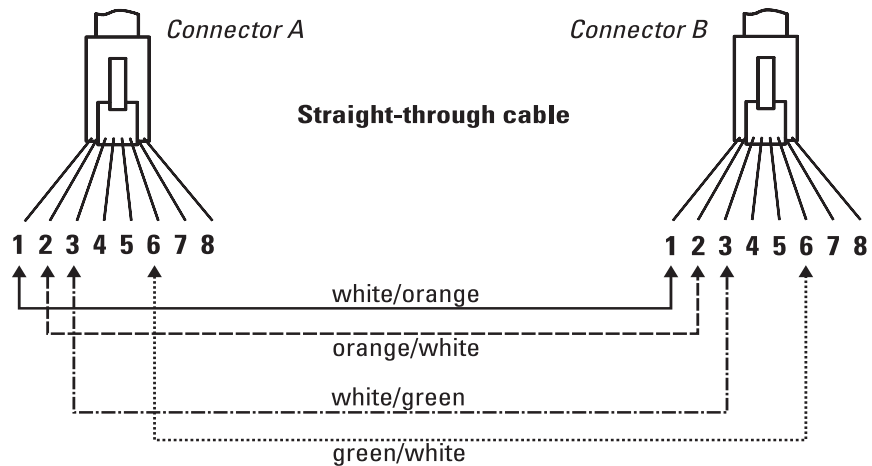 Connector A
Connector B
Straight-through cable
1 2 3 4 5 6 7 8
1 2 3 4 5 6 7 8
white/orange
orange/white
white/green
green/white